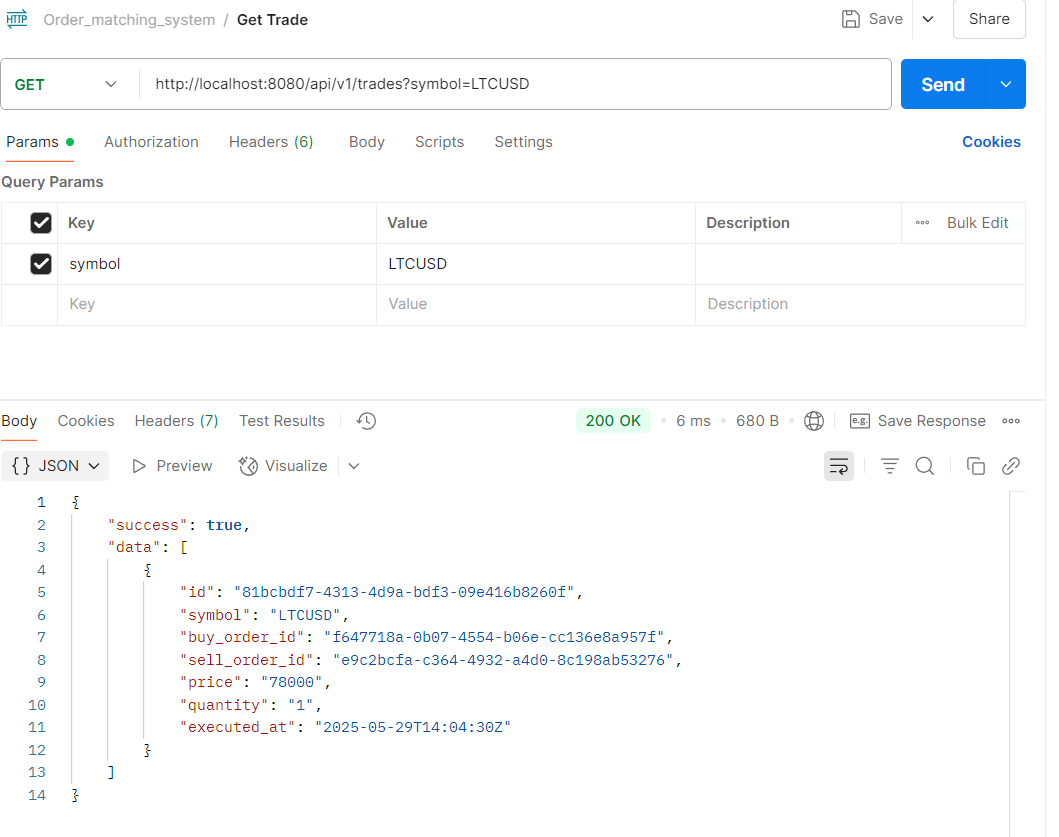 HTTP Order_matching_system / Get Trade Save Share
GET http://localhost:8080/api/v1/trades?symbol=LTCUSD Send
Params Authorization Headers (6) Body Scripts Settings Cookies
Query Params
Key Value Description Bulk Edit
symbol LTCUSD
Key Value Description
Body Cookies Headers (7) Test Results 200 OK 6 ms 680 B e.g. Save Response
{} JSON Preview Visualize
1 {
2 "success": true,
3 "data": [
4 {
5 "id": "81bcbdf7-4313-4d9a-bdf3-09e416b8260f",
6 "symbol": "LTCUSD",
7 "buy_order_id": "f647718a-0b07-4554-b06e-cc136e8a957f",
8 "sell_order_id": "e9c2bcfa-c364-4932-a4d0-8c198ab53276",
9 "price": "78000",
10 "quantity": "1",
11 "executed_at": "2025-05-29T14:04:30Z"
12 }
13 ]
14 }